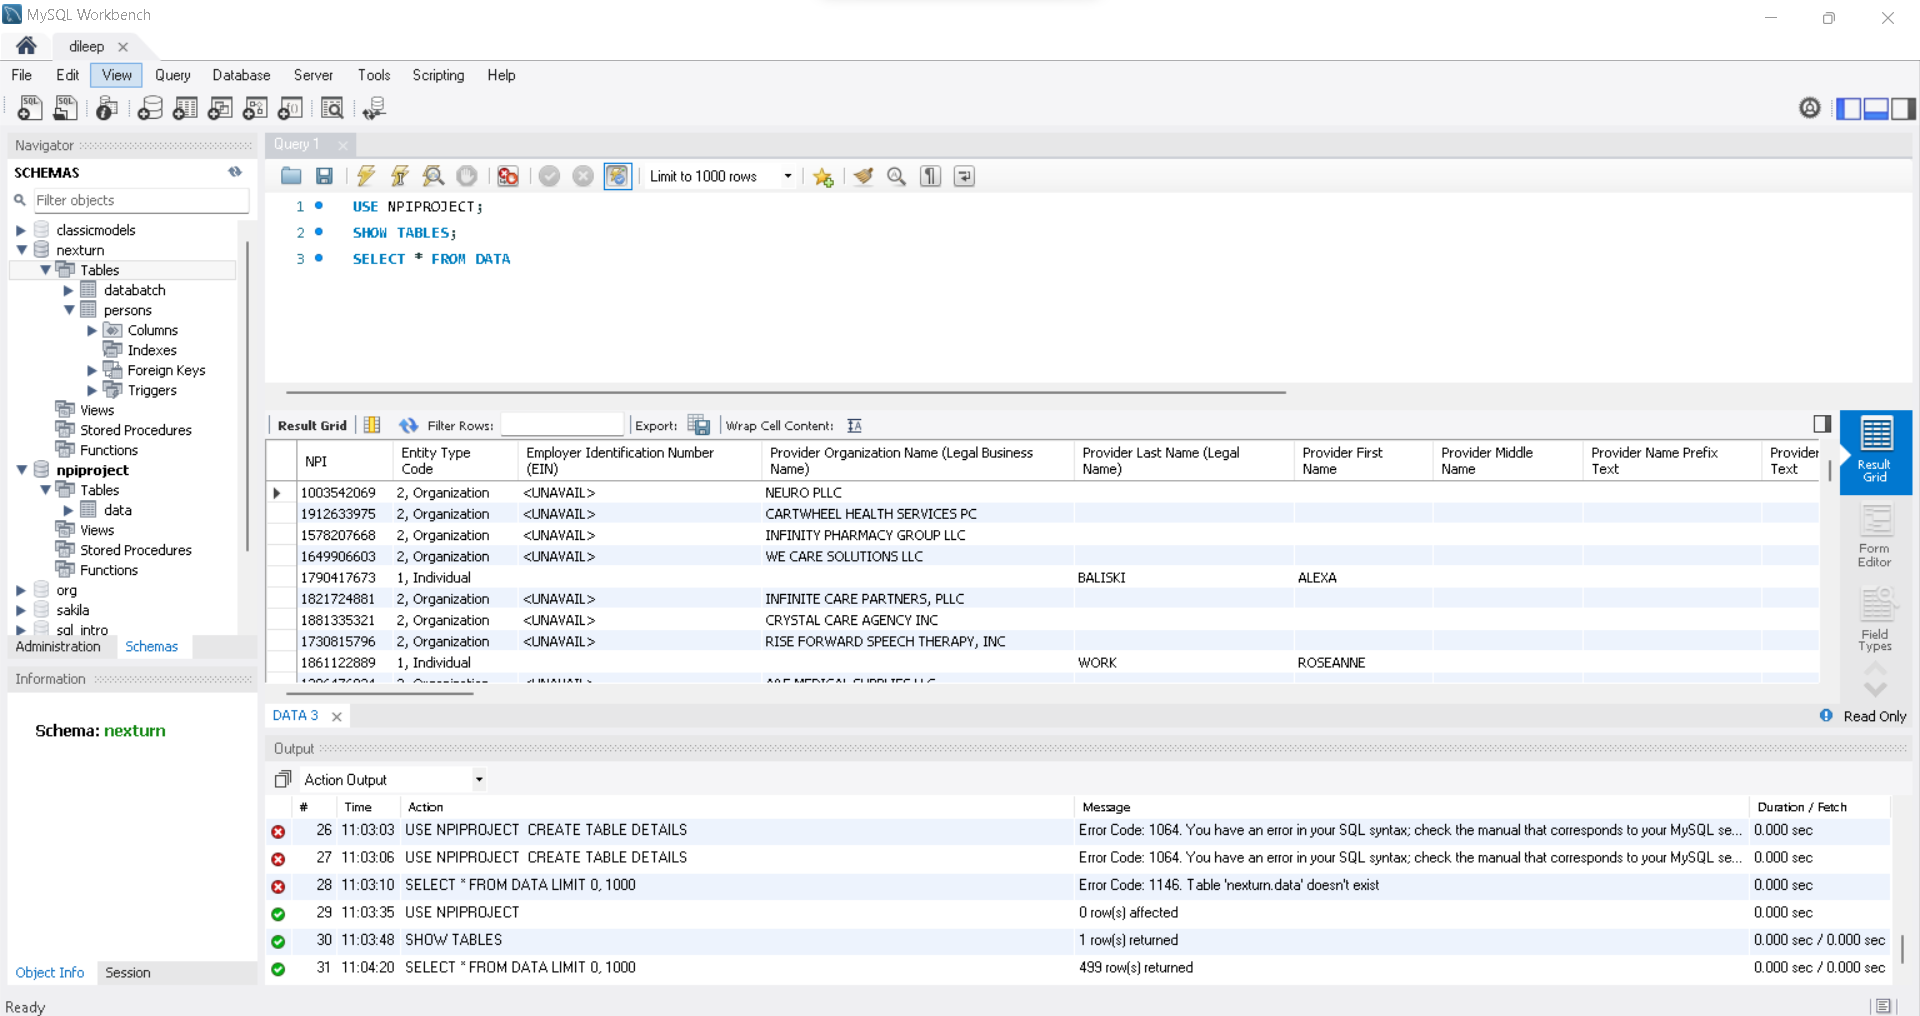 MySQL Workbench
dileep
File Edit View Query Database Server Tools Scripting Help
Navigator
SCHEMAS
Filter objects
classicmodels
nexturn
Tables
databatch
persons
Columns
Indexes
Foreign Keys
Triggers
Views
Stored Procedures
Functions
npiproject
Tables
data
Views
Stored Procedures
Functions
org
sakila
sql_intro
Administration Schemas
Information
Schema: nexturn
Object Info Session
Ready
Query 1
Limit to 1000 rows
1 USE NPIPROJECT;
2 SHOW TABLES;
3 SELECT * FROM DATA
Result Grid Filter Rows: Export: Wrap Cell Content:
NPI Entity Type Code Employer Identification Number (EIN) Provider Organization Name (Legal Business Name) Provider Last Name (Legal Name) Provider First Name Provider Middle Name Provider Name Prefix Text Provider Text
1003542069 2, Organization <UNAVAIL> NEURO PLLC
1912633975 2, Organization <UNAVAIL> CARTWHEEL HEALTH SERVICES PC
1578207668 2, Organization <UNAVAIL> INFINITY PHARMACY GROUP LLC
1649906603 2, Organization <UNAVAIL> WE CARE SOLUTIONS LLC
1790417673 1, Individual BALISKI ALEXA
1821724881 2, Organization <UNAVAIL> INFINITE CARE PARTNERS, PLLC
1881335321 2, Organization <UNAVAIL> CRYSTAL CARE AGENCY INC
1730815796 2, Organization <UNAVAIL> RISE FORWARD SPEECH THERAPY, INC
1861122889 1, Individual WORK ROSEANNE
Result Grid
Form Editor
Field Types
DATA 3
Read Only
Output
Action Output
# Time Action Message Duration / Fetch
26 11:03:03 USE NPIPROJECT CREATE TABLE DETAILS Error Code: 1064. You have an error in your SQL syntax; check the manual that corresponds to your MySQL se... 0.000 sec
27 11:03:06 USE NPIPROJECT CREATE TABLE DETAILS Error Code: 1064. You have an error in your SQL syntax; check the manual that corresponds to your MySQL se... 0.000 sec
28 11:03:10 SELECT * FROM DATA LIMIT 0, 1000 Error Code: 1146. Table 'nexturn.data' doesn't exist 0.000 sec
29 11:03:35 USE NPIPROJECT 0 row(s) affected 0.000 sec
30 11:03:48 SHOW TABLES 1 row(s) returned 0.000 sec / 0.000 sec
31 11:04:20 SELECT * FROM DATA LIMIT 0, 1000 499 row(s) returned 0.000 sec / 0.000 sec